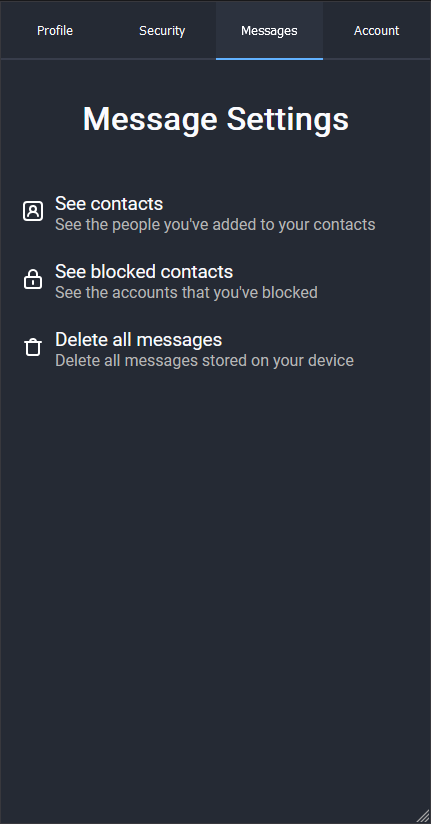 Profile Security Messages Account
Message Settings
See contacts
See the people you've added to your contacts
See blocked contacts
See the accounts that you've blocked
Delete all messages
Delete all messages stored on your device